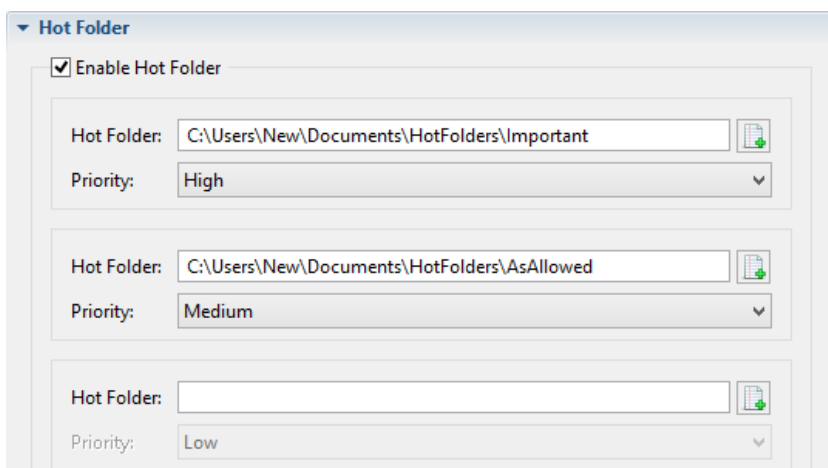 Hot Folder
Enable Hot Folder
Hot Folder: C:\Users\New\Documents\HotFolders\Important
Priority: High
Hot Folder: C:\Users\New\Documents\HotFolders\AsAllowed
Priority: Medium
Hot Folder:
Priority: Low